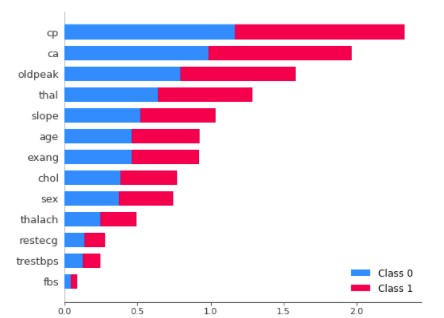 cp
ca
oldpeak
thal
slope
age
exang
chol
sex
thalach
restecg
trestbps
fbs
Class 0
Class 1
0.0 0.5 1.0 1.5 2.0